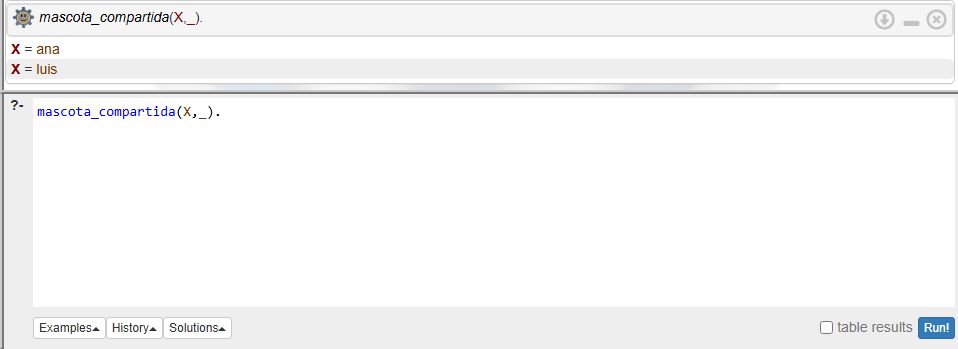 mascota_compartida(X,_).
X = ana
X = luis
?- mascota_compartida(X,_).
Examples History Solutions table results Run!